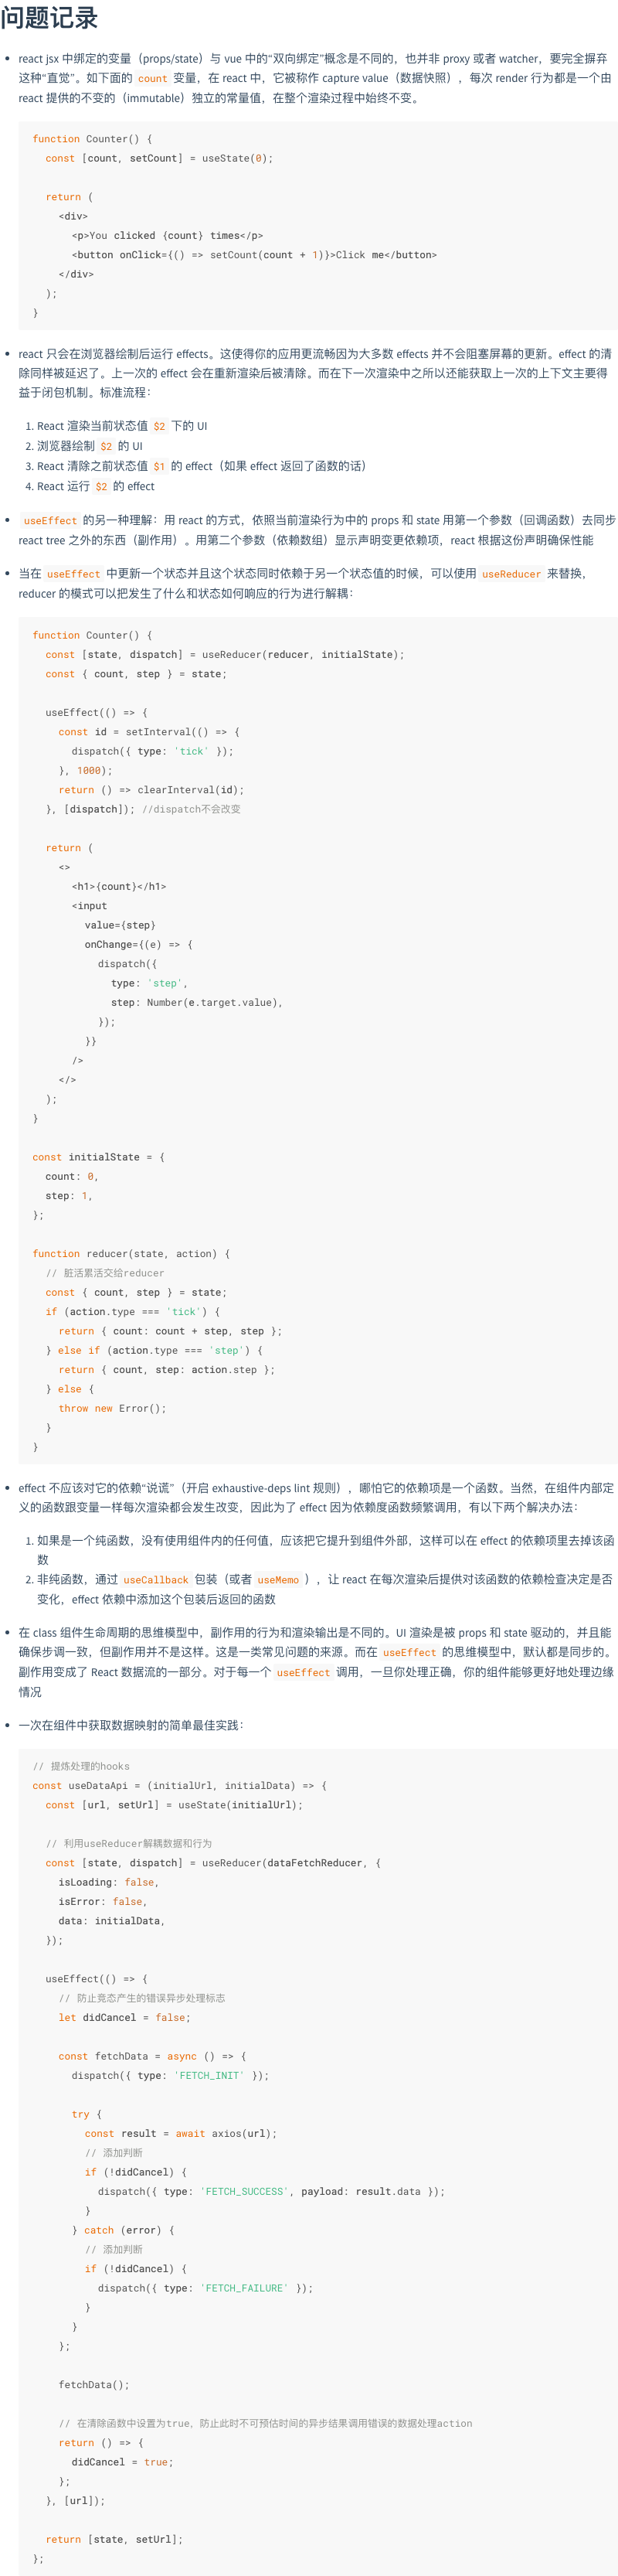 问题记录
• react jsx 中绑定的变量（props/state）与 vue 中的“双向绑定”概念是不同的，也并非 proxy 或者 watcher，要完全摒弃
这种“直觉”。如下面的 count 变量，在 react 中，它被称作 capture value（数据快照），每次 render 行为都是一个由
react 提供的不变的（immutable）独立的常量值，在整个渲染过程中始终不变。
function Counter() {
  const [count, setCount] = useState(0);

  return (
    <div>
      <p>You clicked {count} times</p>
      <button onClick={() => setCount(count + 1)}>Click me</button>
    </div>
  );
}
• react 只会在浏览器绘制后运行 effects。这使得你的应用更流畅因为大多数 effects 并不会阻塞屏幕的更新。effect 的清
除同样被延迟了。上一次的 effect 会在重新渲染后被清除。而在下一次渲染中之所以还能获取上一次的上下文主要得
益于闭包机制。标准流程：
1. React 渲染当前状态值 $2 下的 UI
2. 浏览器绘制 $2 的 UI
3. React 清除之前状态值 $1 的 effect（如果 effect 返回了函数的话）
4. React 运行 $2 的 effect
• useEffect 的另一种理解：用 react 的方式，依照当前渲染行为中的 props 和 state 用第一个参数（回调函数）去同步
react tree 之外的东西（副作用）。用第二个参数（依赖数组）显示声明变更依赖项，react 根据这份声明确保性能
• 当在 useEffect 中更新一个状态并且这个状态同时依赖于另一个状态值的时候，可以使用 useReducer 来替换，
reducer 的模式可以把发生了什么和状态如何响应的行为进行解耦：
function Counter() {
  const [state, dispatch] = useReducer(reducer, initialState);
  const { count, step } = state;

  useEffect(() => {
    const id = setInterval(() => {
      dispatch({ type: 'tick' });
    }, 1000);
    return () => clearInterval(id);
  }, [dispatch]); //dispatch不会改变

  return (
    <>
      <h1>{count}</h1>
      <input
        value={step}
        onChange={(e) => {
          dispatch({
            type: 'step',
            step: Number(e.target.value),
          });
        }}
      />
    </>
  );
}

const initialState = {
  count: 0,
  step: 1,
};

function reducer(state, action) {
  // 脏活累活交给reducer
  const { count, step } = state;
  if (action.type === 'tick') {
    return { count: count + step, step };
  } else if (action.type === 'step') {
    return { count, step: action.step };
  } else {
    throw new Error();
  }
}
• effect 不应该对它的依赖“说谎”（开启 exhaustive-deps lint 规则），哪怕它的依赖项是一个函数。当然，在组件内部定
义的函数跟变量一样每次渲染都会发生改变，因此为了 effect 因为依赖度函数频繁调用，有以下两个解决办法：
1. 如果是一个纯函数，没有使用组件内的任何值，应该把它提升到组件外部，这样可以在 effect 的依赖项里去掉该函
数
2. 非纯函数，通过 useCallback 包装（或者 useMemo ），让 react 在每次渲染后提供对该函数的依赖检查决定是否
变化，effect 依赖中添加这个包装后返回的函数
• 在 class 组件生命周期的思维模型中，副作用的行为和渲染输出是不同的。UI 渲染是被 props 和 state 驱动的，并且能
确保步调一致，但副作用并不是这样。这是一类常见问题的来源。而在 useEffect 的思维模型中，默认都是同步的。
副作用变成了 React 数据流的一部分。对于每一个 useEffect 调用，一旦你处理正确，你的组件能够更好地处理边缘
情况
• 一次在组件中获取数据映射的简单最佳实践：
// 提炼处理的hooks
const useDataApi = (initialUrl, initialData) => {
  const [url, setUrl] = useState(initialUrl);

  // 利用useReducer解耦数据和行为
  const [state, dispatch] = useReducer(dataFetchReducer, {
    isLoading: false,
    isError: false,
    data: initialData,
  });

  useEffect(() => {
    // 防止竞态产生的错误异步处理标志
    let didCancel = false;

    const fetchData = async () => {
      dispatch({ type: 'FETCH_INIT' });

      try {
        const result = await axios(url);
        // 添加判断
        if (!didCancel) {
          dispatch({ type: 'FETCH_SUCCESS', payload: result.data });
        }
      } catch (error) {
        // 添加判断
        if (!didCancel) {
          dispatch({ type: 'FETCH_FAILURE' });
        }
      }
    };

    fetchData();

    // 在清除函数中设置为true，防止此时不可预估时间的异步结果调用错误的数据处理action
    return () => {
      didCancel = true;
    };
  }, [url]);

  return [state, setUrl];
};